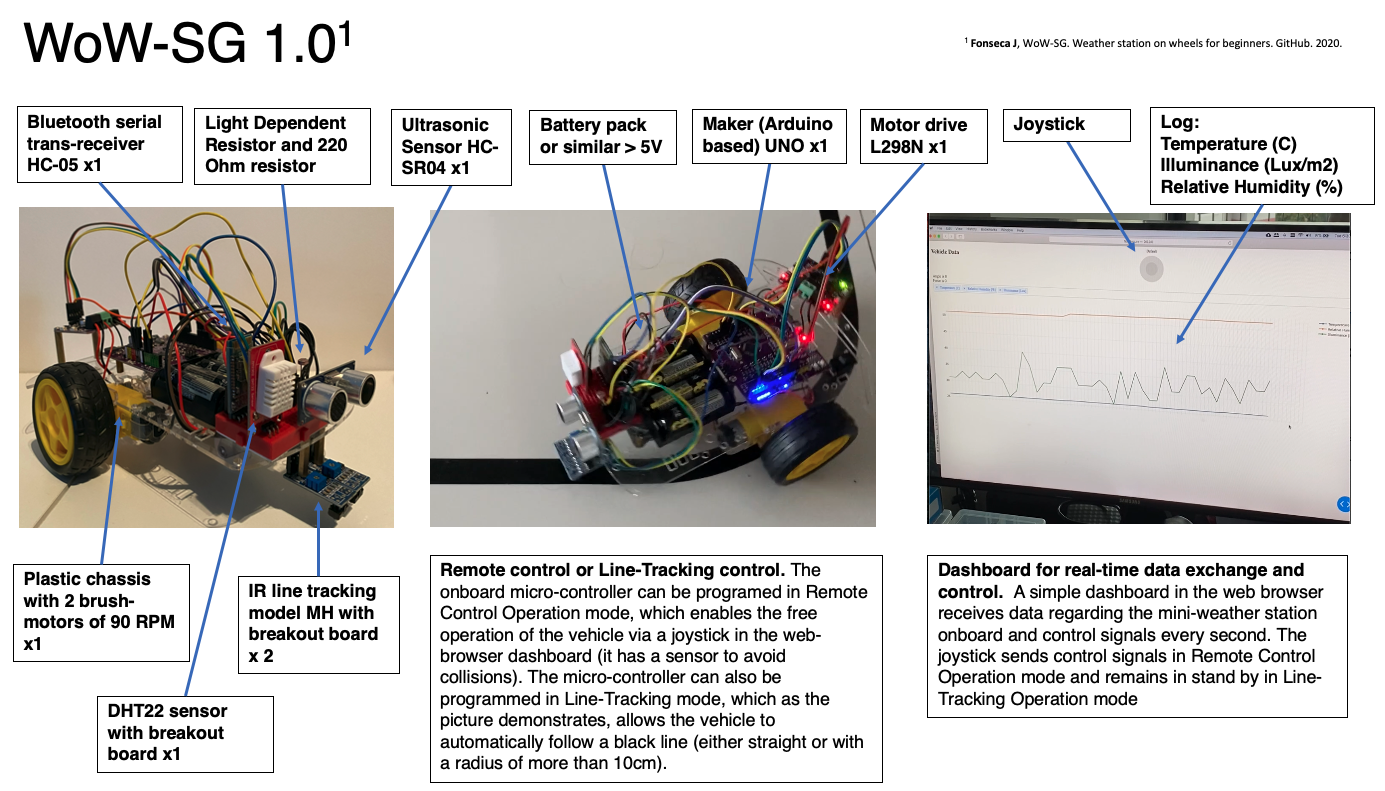 WoW-SG 1.0¹
¹ Fonseca J, WoW-SG. Weather station on wheels for beginners. GitHub. 2020.
Bluetooth serial
trans-receiver
HC-05 x1
Light Dependent
Resistor and 220
Ohm resistor
Ultrasonic
Sensor HC-
SR04 x1
Battery pack
or similar > 5V
Maker (Arduino
based) UNO x1
Motor drive
L298N x1
Joystick
Log:
Temperature (C)
Illuminance (Lux/m2)
Relative Humidity (%)
Vehicle Data
Plastic chassis
with 2 brush-
motors of 90 RPM
x1
DHT22 sensor
with breakout
board x1
IR line tracking
model MH with
breakout board
x 2
Remote control or Line-Tracking control. The
onboard micro-controller can be programed in Remote
Control Operation mode, which enables the free
operation of the vehicle via a joystick in the web-
browser dashboard (it has a sensor to avoid
collisions). The micro-controller can also be
programmed in Line-Tracking mode, which as the
picture demonstrates, allows the vehicle to
automatically follow a black line (either straight or with
a radius of more than 10cm).
Dashboard for real-time data exchange and
control.  A simple dashboard in the web browser
receives data regarding the mini-weather station
onboard and control signals every second. The
joystick sends control signals in Remote Control
Operation mode and remains in stand by in Line-
Tracking Operation mode